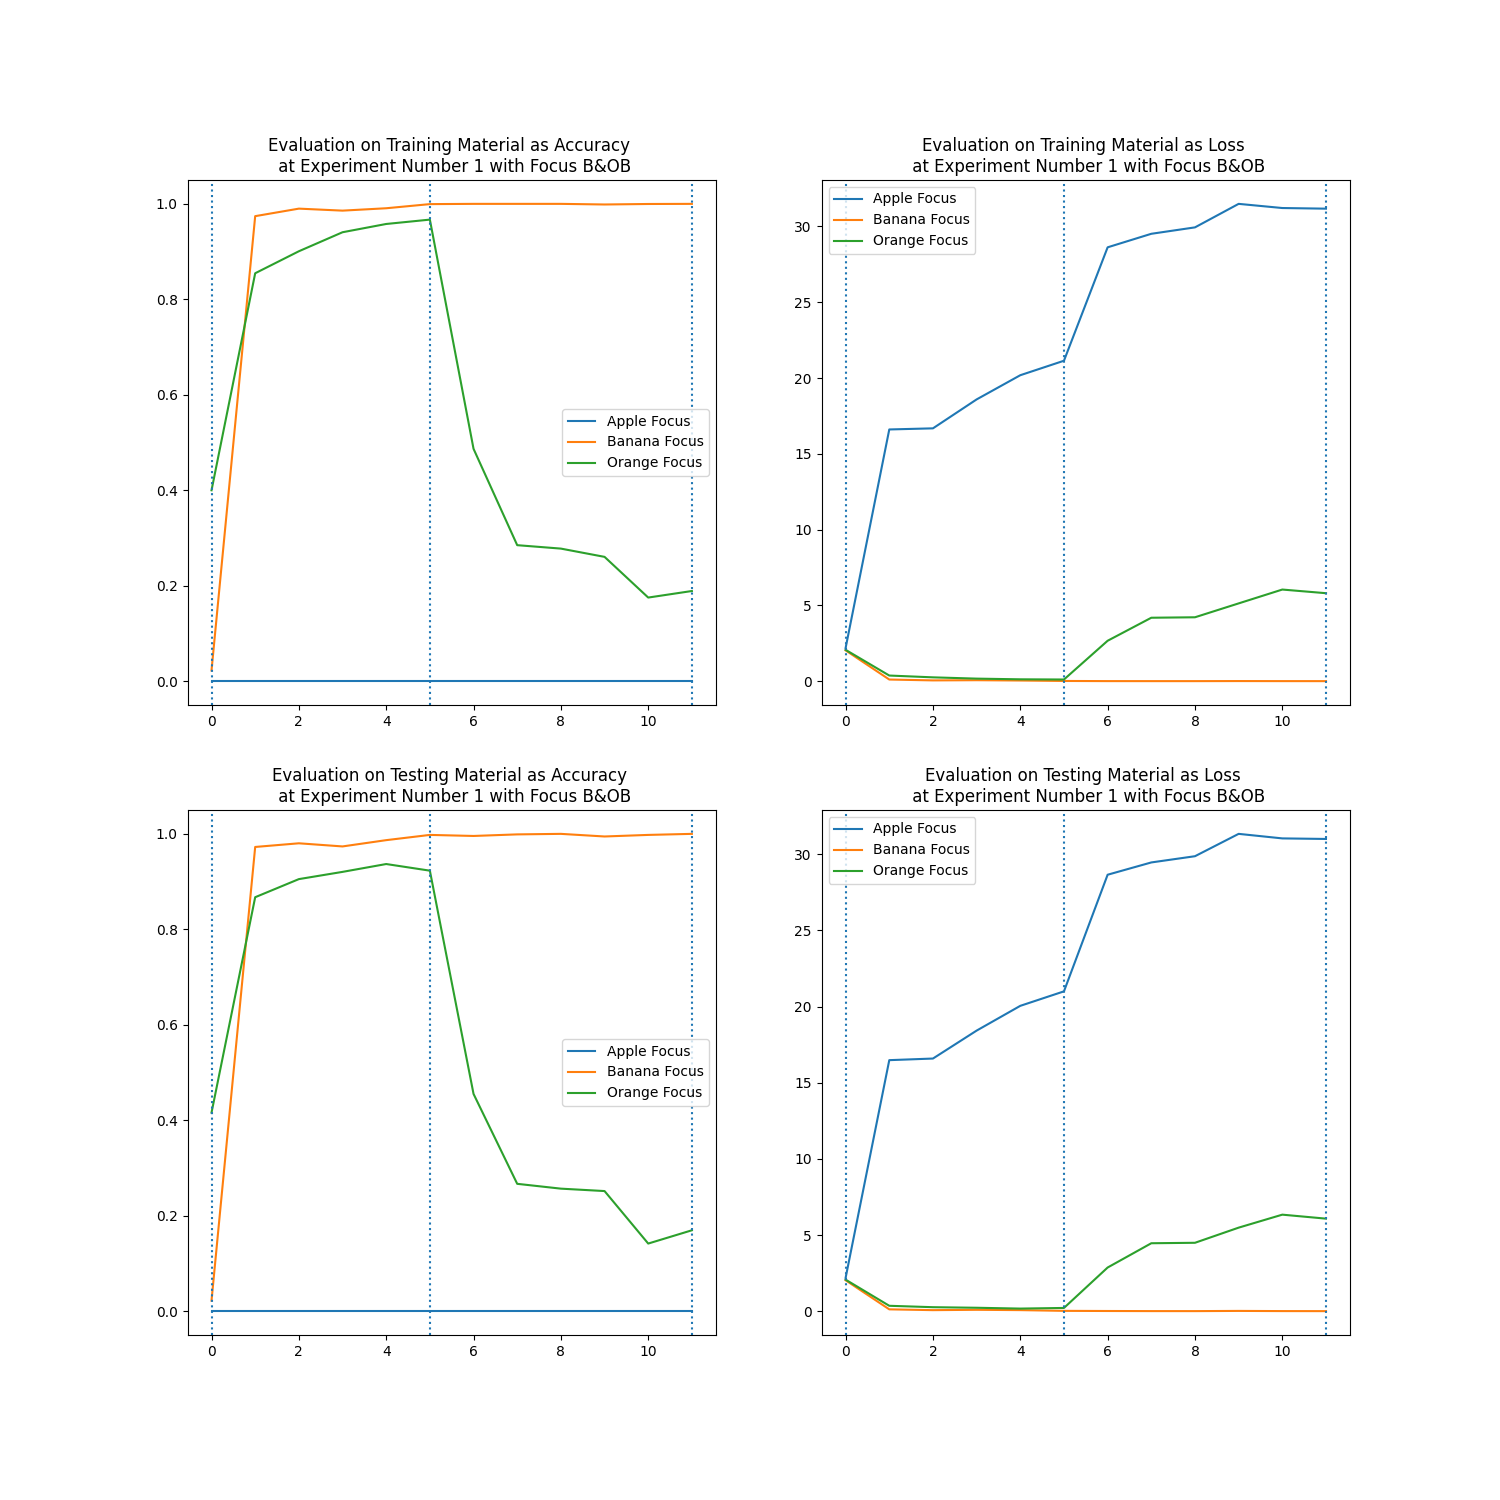 Evaluation on Training Material as Accuracy
at Experiment Number 1 with Focus B&OB
1.0
0.8
0.6
0.4
0.2
0.0
Apple Focus
Banana Focus
Orange Focus
0 2 4 6 8 10
Evaluation on Training Material as Loss
at Experiment Number 1 with Focus B&OB
Apple Focus
Banana Focus
Orange Focus
30
25
20
15
10
5
0
0 2 4 6 8 10
Evaluation on Testing Material as Accuracy
at Experiment Number 1 with Focus B&OB
1.0
0.8
0.6
0.4
0.2
0.0
Apple Focus
Banana Focus
Orange Focus
0 2 4 6 8 10
Evaluation on Testing Material as Loss
at Experiment Number 1 with Focus B&OB
Apple Focus
Banana Focus
Orange Focus
30
25
20
15
10
5
0
0 2 4 6 8 10